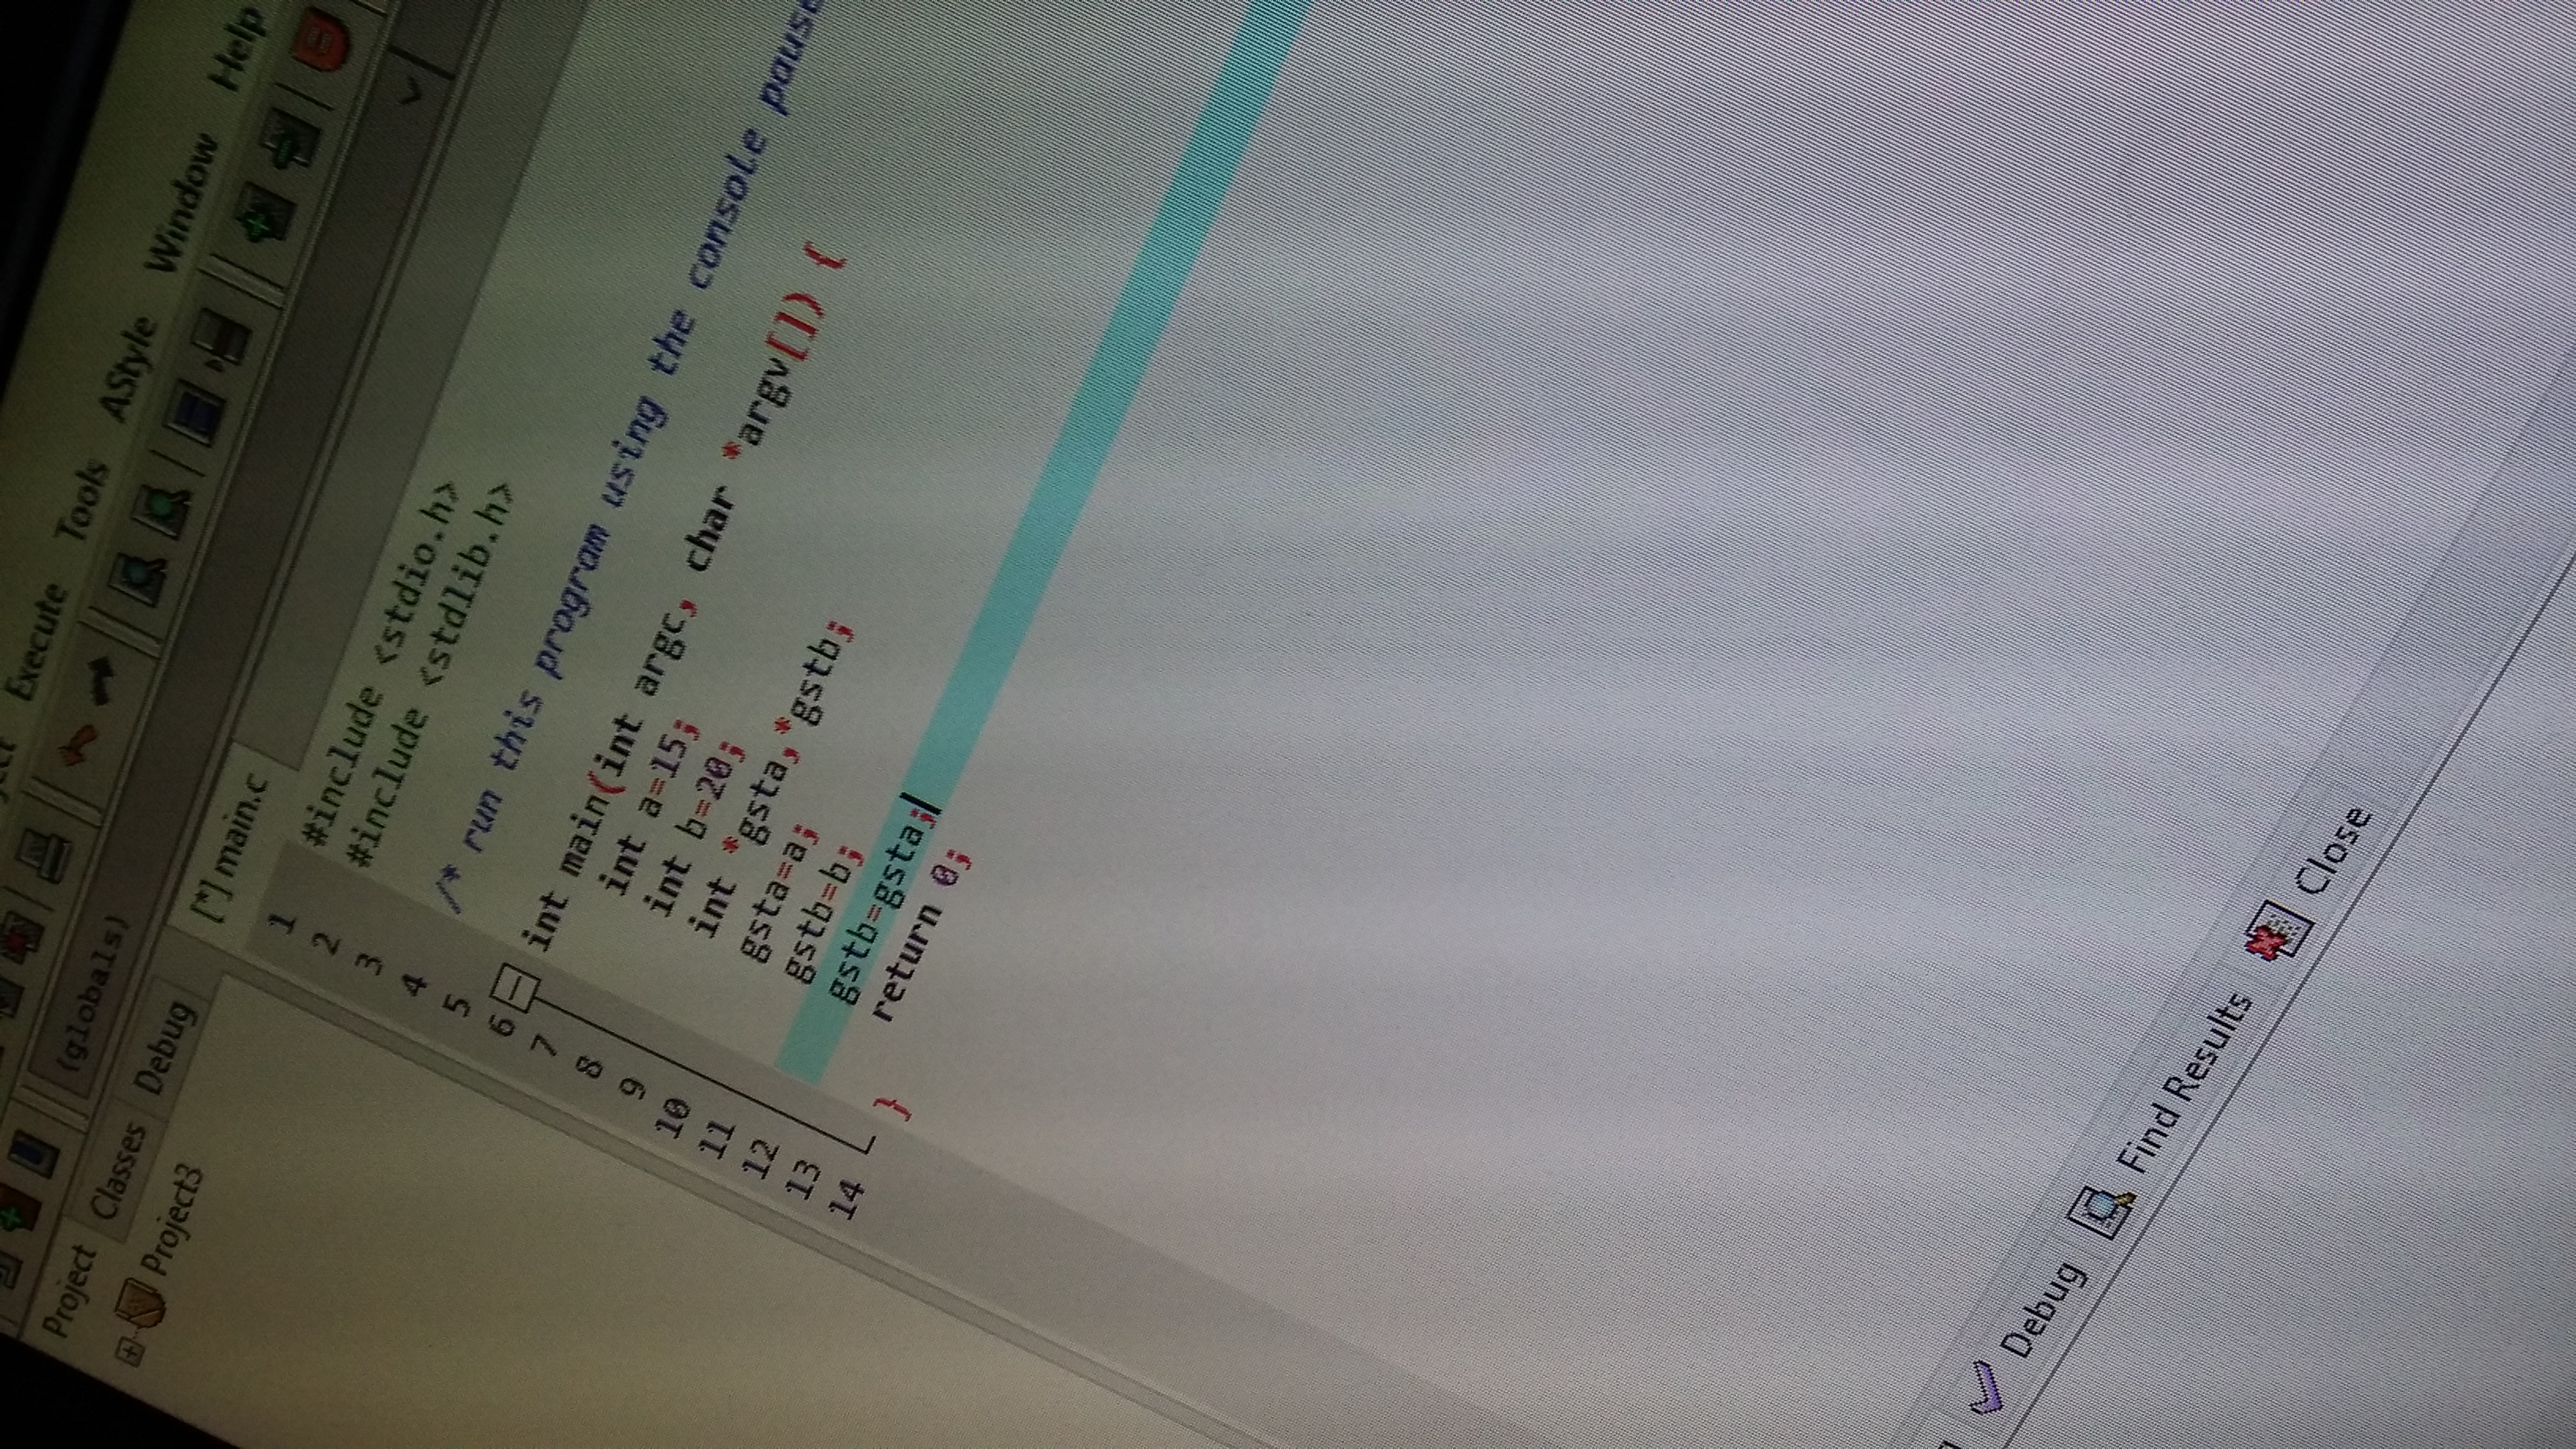 Execute Tools AStyle Window Help
(globals)
Project Classes Debug
Project3
[*] main.c
1 #include <stdio.h>
2 #include <stdlib.h>
3
4 /* run this program using the console
5
6 int main(int argc, char *argv[]) {
7 int a=15;
8 int b=20;
9 int *gsta,*gstb;
10 gsta=a;
11 gstb=b;
12 gstb=gsta;
13 return 0;
14 }
Debug Find Results Close